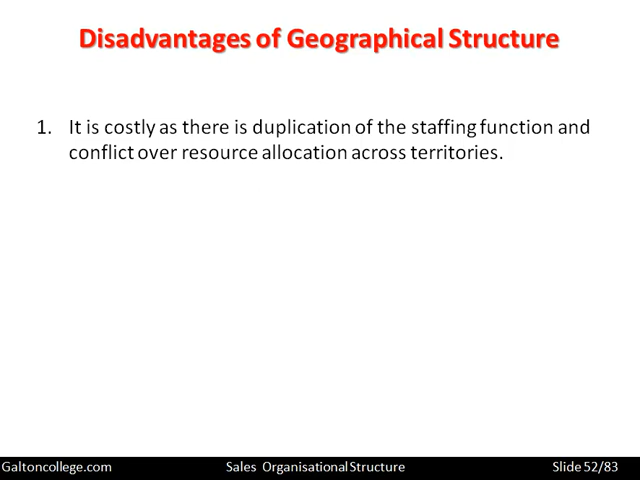 Disadvantages of Geographical Structure
1. It is costly as there is duplication of the staffing function and
conflict over resource allocation across territories.
Galtoncollege.com Sales Organisational Structure Slide 52/83